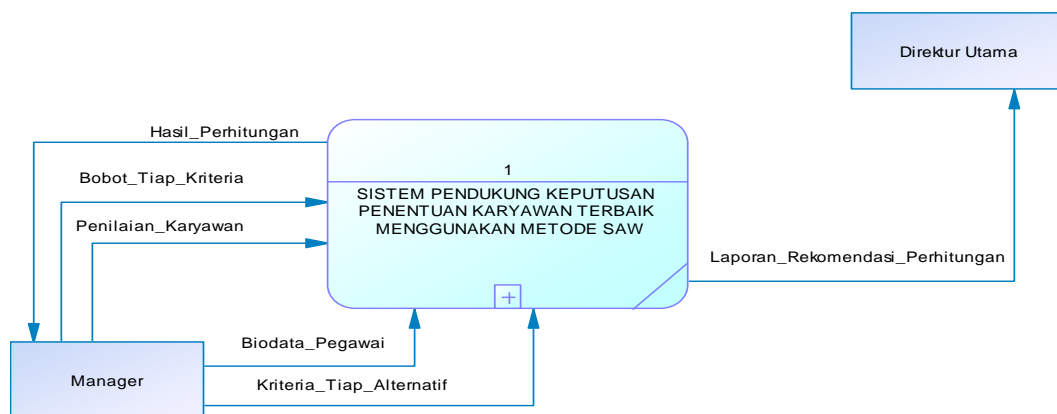 Direktur Utama
Hasil_Perhitungan
1
Bobot_Tiap_Kriteria
SISTEM PENDUKUNG KEPUTUSAN
PENENTUAN KARYAWAN TERBAIK
MENGGUNAKAN METODE SAW
Penilaian_Karyawan
Laporan_Rekomendasi_Perhitungan
Biodata_Pegawai
Manager
Kriteria_Tiap_Alternatif